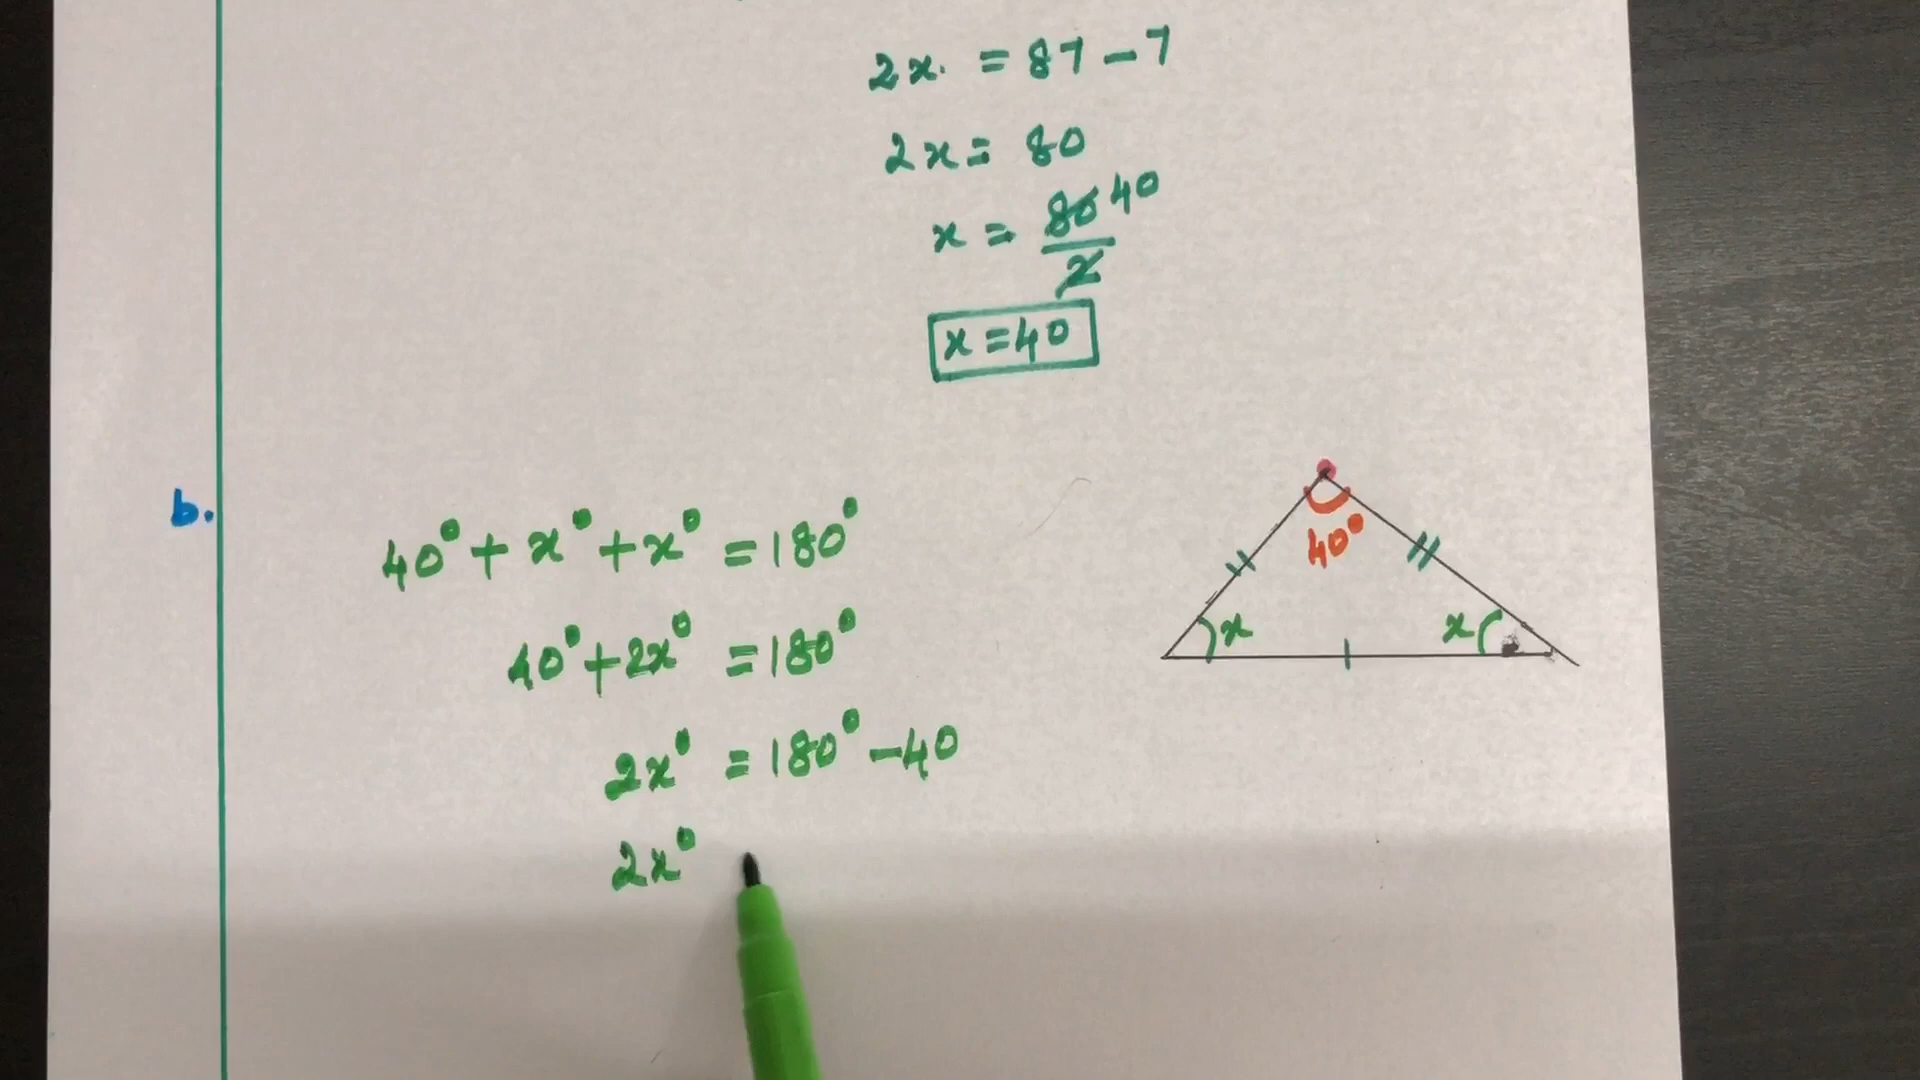 2x. = 87 - 7
2x = 80
x = 80/2 40
x = 40
b.
40° + x° + x° = 180°
40° + 2x° = 180°
2x° = 180° - 40
2x°
40°
x
x